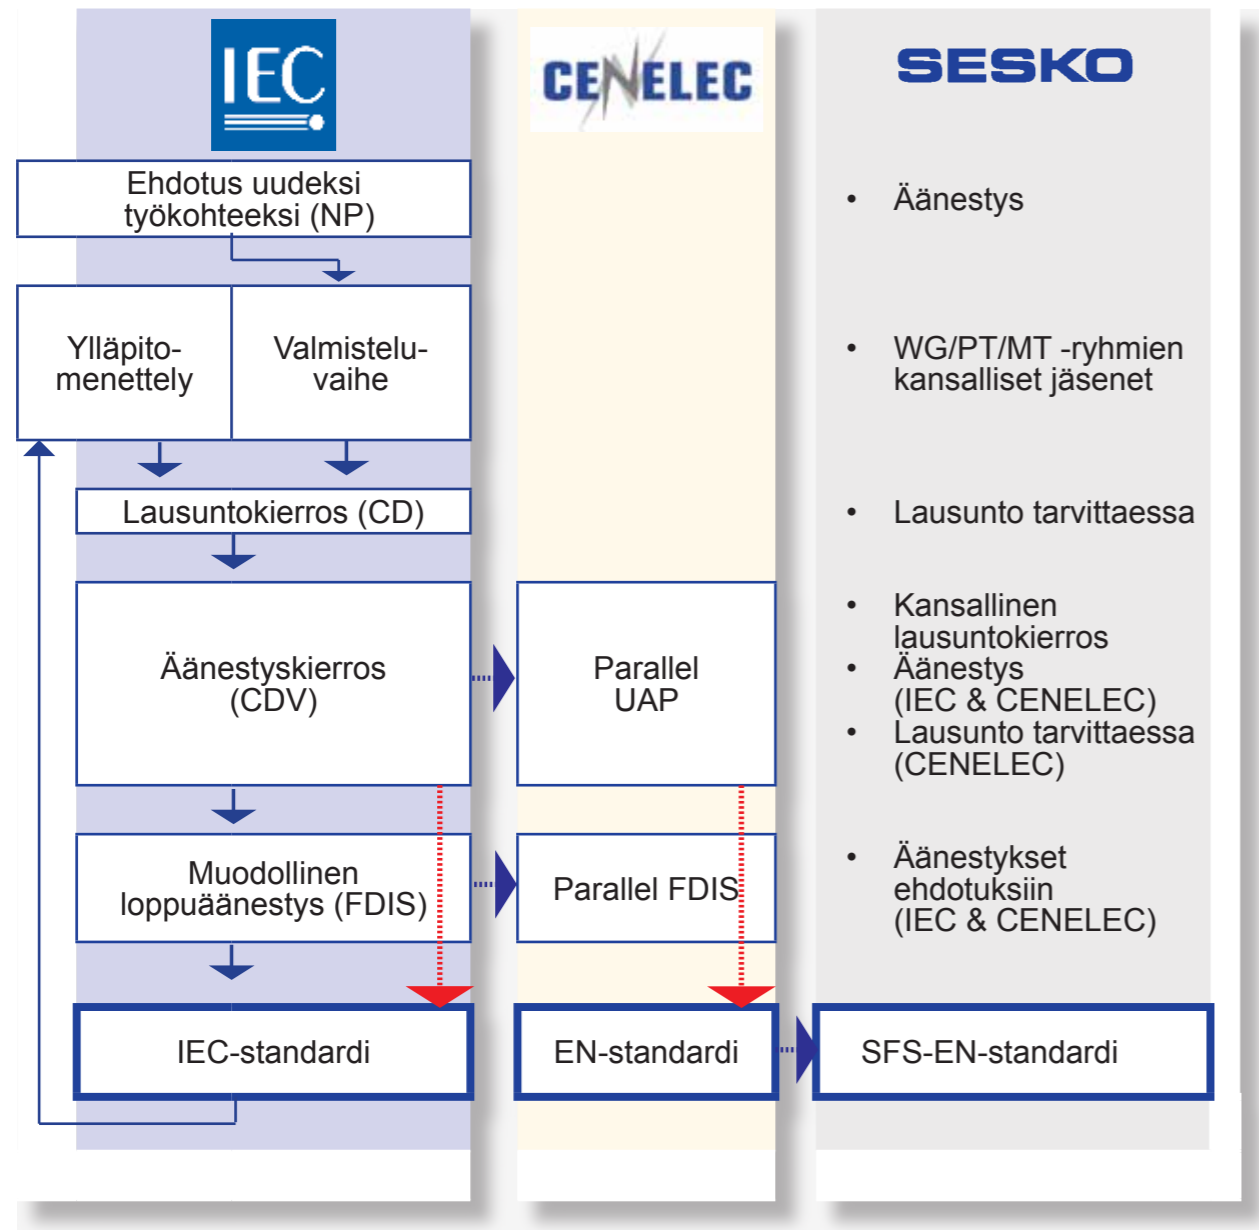 IEC
CENELEC
SESKO
Ehdotus uudeksi
työkohteeksi (NP)
• Äänestys
Ylläpito-
menettely
Valmistelu-
vaihe
• WG/PT/MT -ryhmien
kansalliset jäsenet
Lausuntokierros (CD)
• Lausunto tarvittaessa
Äänestyskierros
(CDV)
Parallel
UAP
• Kansallinen
lausuntokierros
• Äänestys
(IEC & CENELEC)
• Lausunto tarvittaessa
(CENELEC)
Muodollinen
loppuäänestys (FDIS)
Parallel FDIS
• Äänestykset
ehdotuksiin
(IEC & CENELEC)
IEC-standardi
EN-standardi
SFS-EN-standardi